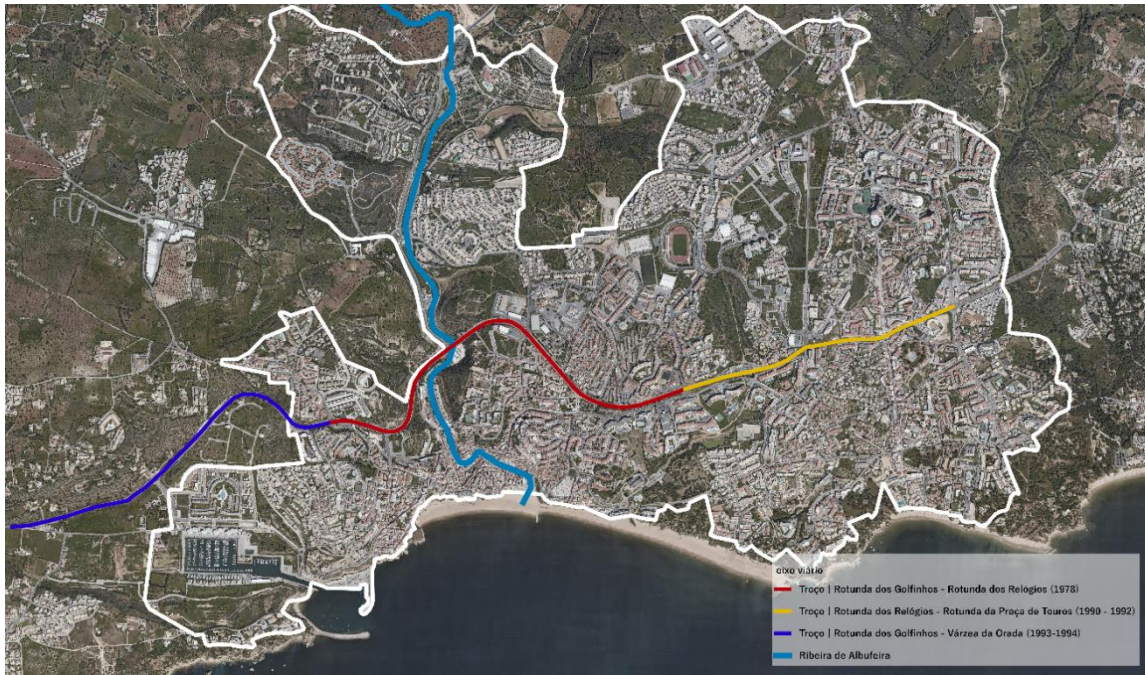 eixo viário
Troço | Rotunda dos Golfinhos - Rotunda dos Relógios (1978)
Troço | Rotunda dos Relógios - Rotunda da Praça de Touros (1990 - 1992)
Troço | Rotunda dos Golfinhos - Várzea da Orada (1993-1994)
Ribeira de Albufeira